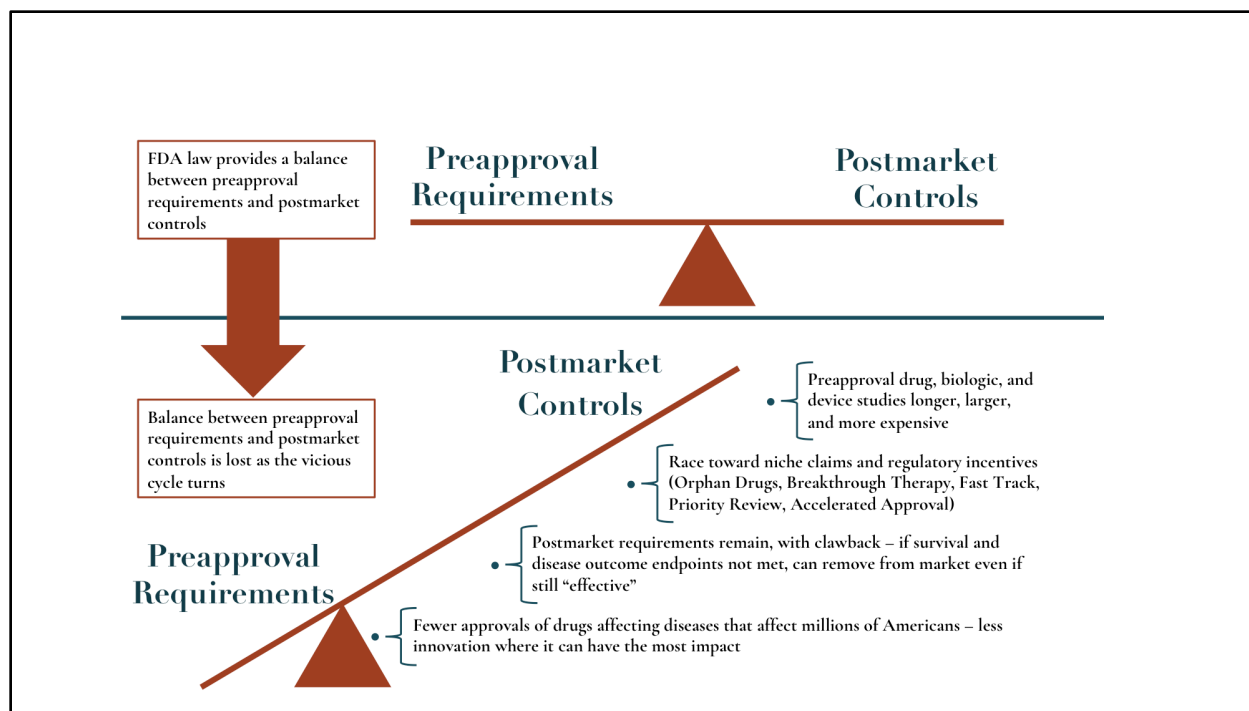 FDA law provides a balance
between preapproval
requirements and postmarket
controls
Preapproval
Requirements
Postmarket
Controls
Balance between preapproval
requirements and postmarket
controls is lost as the vicious
cycle turns
Postmarket
Controls
Preapproval
Requirements
Preapproval drug, biologic, and
device studies longer, larger,
and more expensive
Race toward niche claims and regulatory incentives
(Orphan Drugs, Breakthrough Therapy, Fast Track,
Priority Review, Accelerated Approval)
Postmarket requirements remain, with clawback – if survival and
disease outcome endpoints not met, can remove from market even if
still “effective”
Fewer approvals of drugs affecting diseases that affect millions of Americans – less
innovation where it can have the most impact